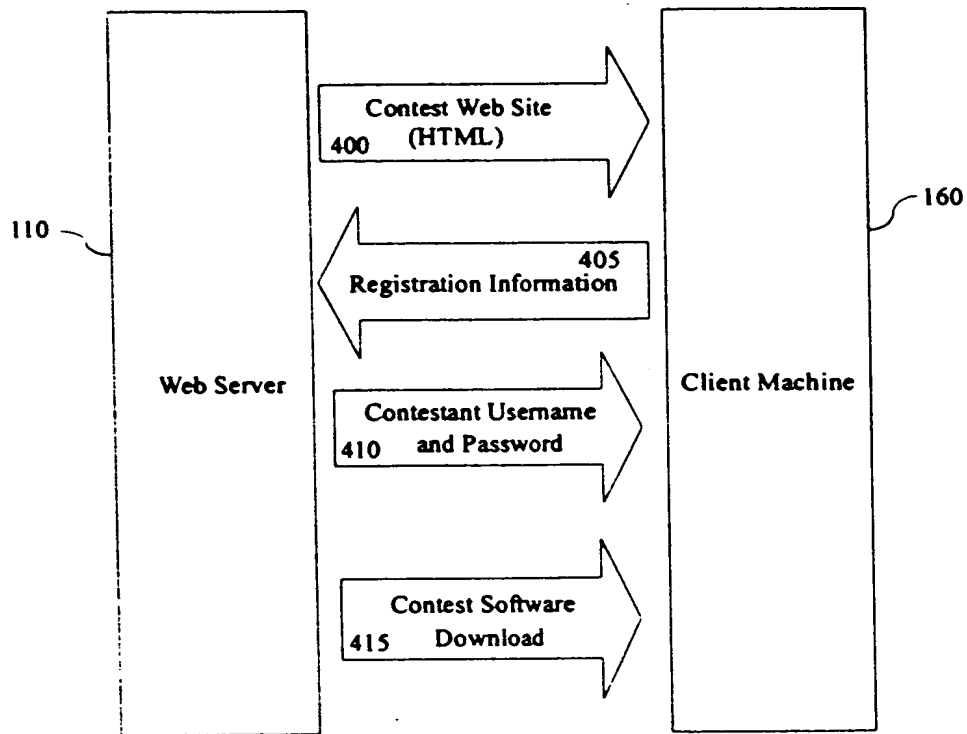 Contest Web Site
(HTML)
400
160
110
405
Registration Information
Web Server
Client Machine
Contestant Username
410 and Password
Contest Software
415 Download